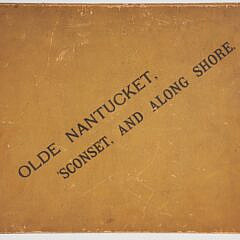 OLDE NANTUCKET,
'SCONSET, AND ALONG SHORE.